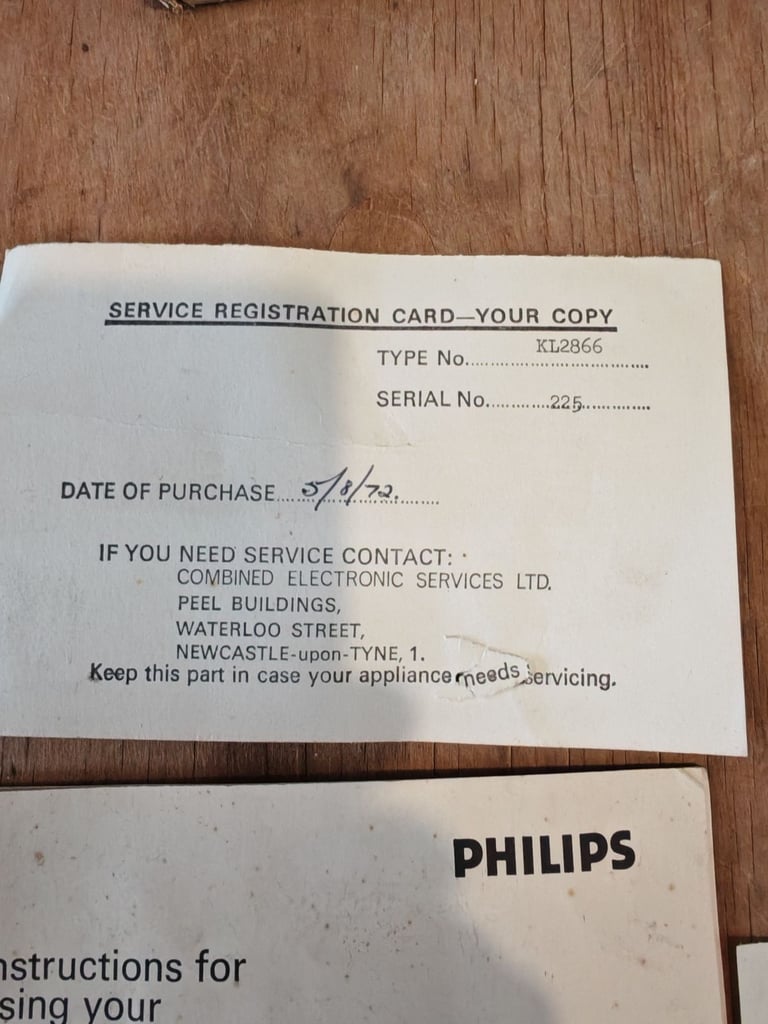 SERVICE REGISTRATION CARD—YOUR COPY
TYPE No. KL2866
SERIAL No. 225
DATE OF PURCHASE 5/8/72.
IF YOU NEED SERVICE CONTACT:
COMBINED ELECTRONIC SERVICES LTD.
PEEL BUILDINGS,
WATERLOO STREET,
NEWCASTLE-upon-TYNE, 1.
Keep this part in case your appliance needs servicing.
PHILIPS
nstructions for
sing your